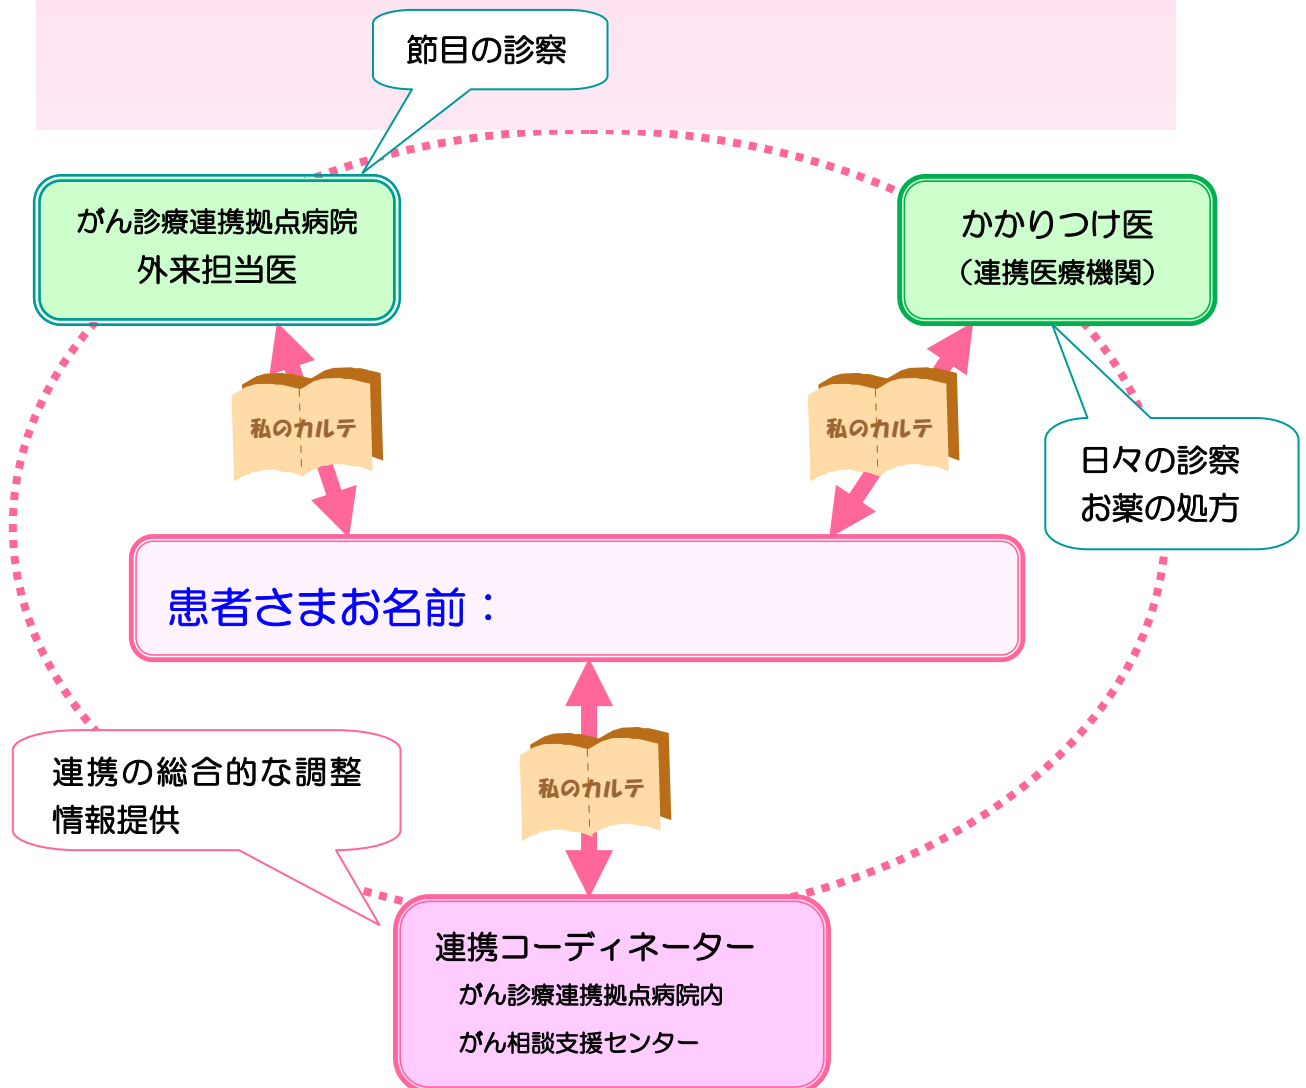 節目の診察
がん診療連携拠点病院
外来担当医
かかりつけ医
（連携医療機関）
私のカルテ
私のカルテ
日々の診察
お薬の処方
患者さまお名前：
連携の総合的な調整
情報提供
私のカルテ
連携コーディネーター
がん診療連携拠点病院内
がん相談支援センター